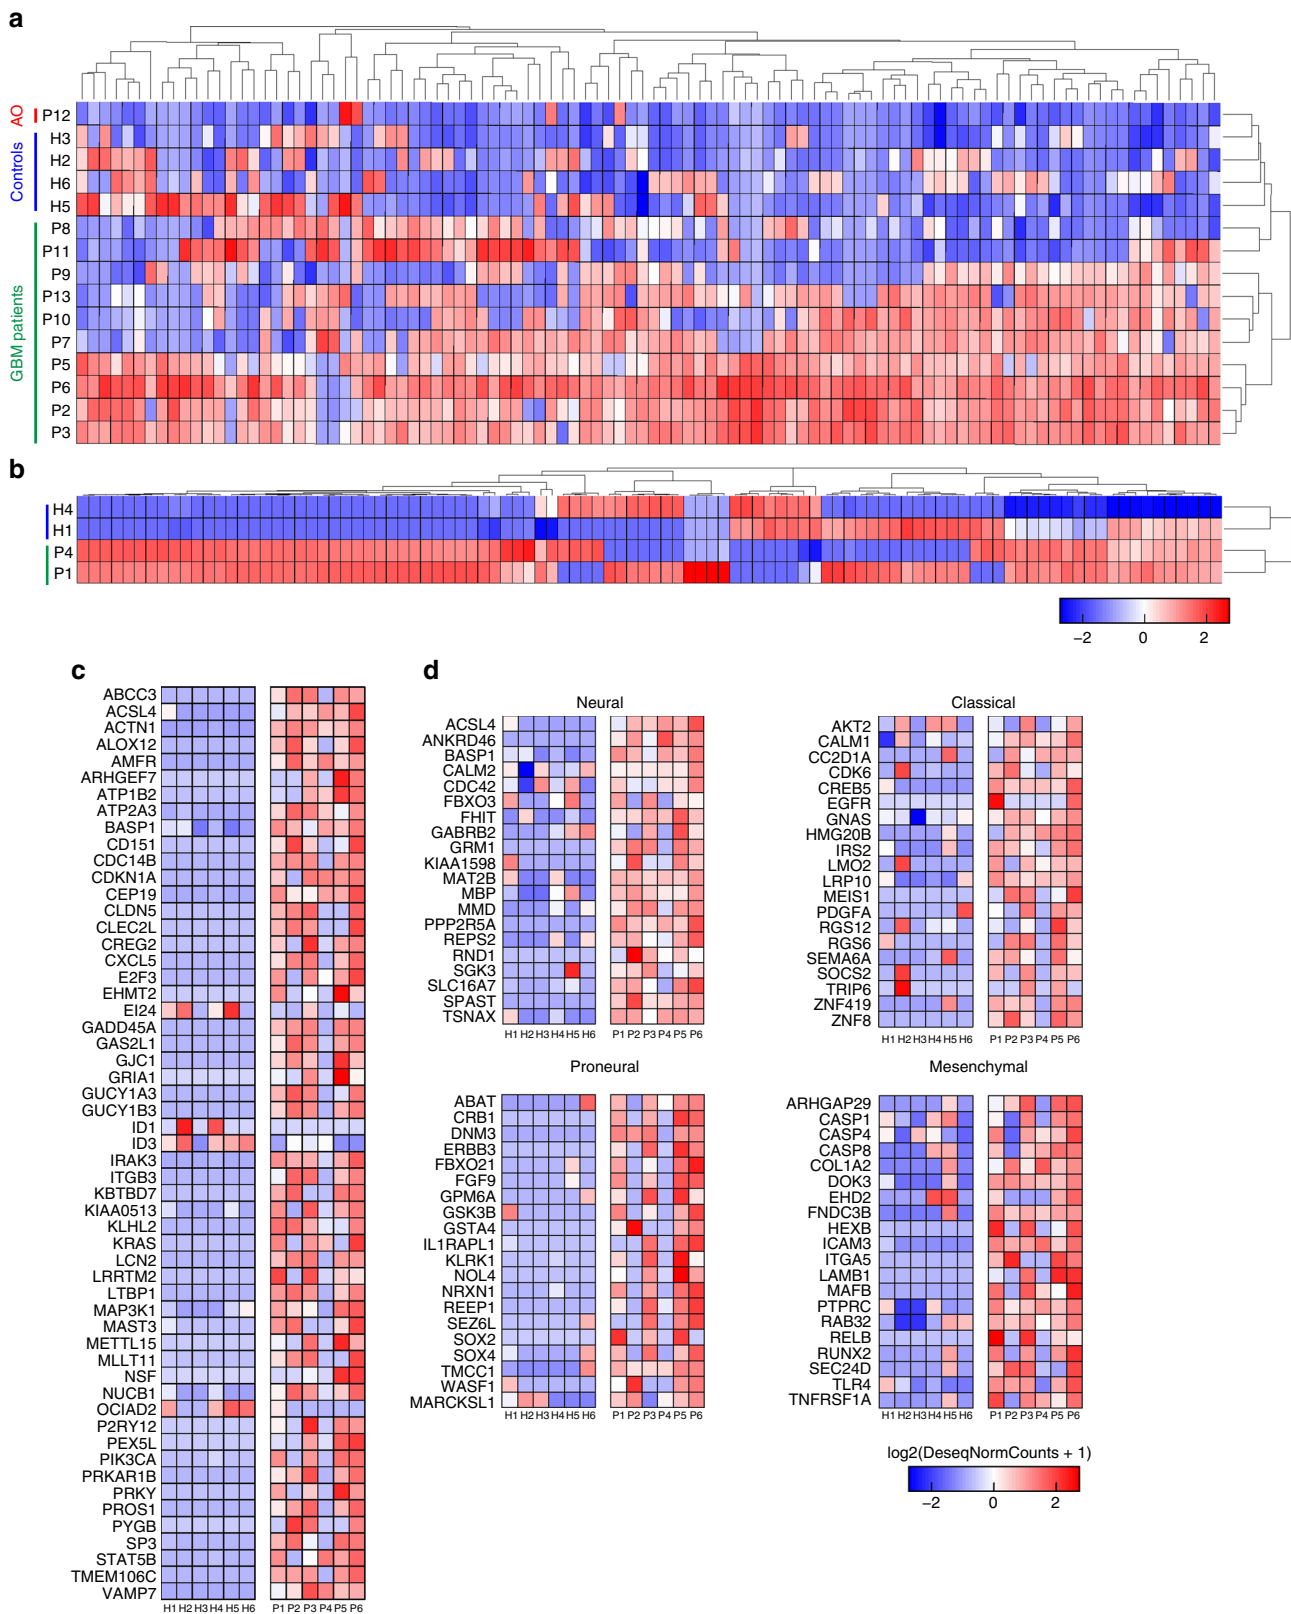 a
AO
P12
Controls
H3
H2
H6
H5
GBM patients
P8
P11
P9
P13
P10
P7
P5
P6
P2
P3
b
H4
H1
P4
P1
−2 0 2
c
ABCC3
ACSL4
ACTN1
ALOX12
AMFR
ARHGEF7
ATP1B2
ATP2A3
BASP1
CD151
CDC14B
CDKN1A
CEP19
CLDN5
CLEC2L
CREG2
CXCL5
E2F3
EHMT2
EI24
GADD45A
GAS2L1
GJC1
GRIA1
GUCY1A3
GUCY1B3
ID1
ID3
IRAK3
ITGB3
KBTBD7
KIAA0513
KLHL2
KRAS
LCN2
LRRTM2
LTBP1
MAP3K1
MAST3
METTL15
MLLT11
NSF
NUCB1
OCIAD2
P2RY12
PEX5L
PIK3CA
PRKAR1B
PRKY
PROS1
PYGB
SP3
STAT5B
TMEM106C
VAMP7
H1 H2 H3 H4 H5 H6 P1 P2 P3 P4 P5 P6
d
Neural
ACSL4
ANKRD46
BASP1
CALM2
CDC42
FBXO3
FHIT
GABRB2
GRM1
KIAA1598
MAT2B
MBP
MMD
PPP2R5A
REPS2
RND1
SGK3
SLC16A7
SPAST
TSNAX
H1 H2 H3 H4 H5 H6 P1 P2 P3 P4 P5 P6
Classical
AKT2
CALM1
CC2D1A
CDK6
CREB5
EGFR
GNAS
HMG20B
IRS2
LMO2
LRP10
MEIS1
PDGFA
RGS12
RGS6
SEMA6A
SOCS2
TRIP6
ZNF419
ZNF8
H1 H2 H3 H4 H5 H6 P1 P2 P3 P4 P5 P6
Proneural
ABAT
CRB1
DNM3
ERBB3
FBXO21
FGF9
GPM6A
GSK3B
GSTA4
IL1RAPL1
KLRK1
NOL4
NRXN1
REEP1
SEZ6L
SOX2
SOX4
TMCC1
WASF1
MARCKSL1
H1 H2 H3 H4 H5 H6 P1 P2 P3 P4 P5 P6
Mesenchymal
ARHGAP29
CASP1
CASP4
CASP8
COL1A2
DOK3
EHD2
FNDC3B
HEXB
ICAM3
ITGA5
LAMB1
MAFB
PTPRC
RAB32
RELB
RUNX2
SEC24D
TLR4
TNFRSF1A
H1 H2 H3 H4 H5 H6 P1 P2 P3 P4 P5 P6
log2(DeseqNormCounts + 1)
−2 0 2